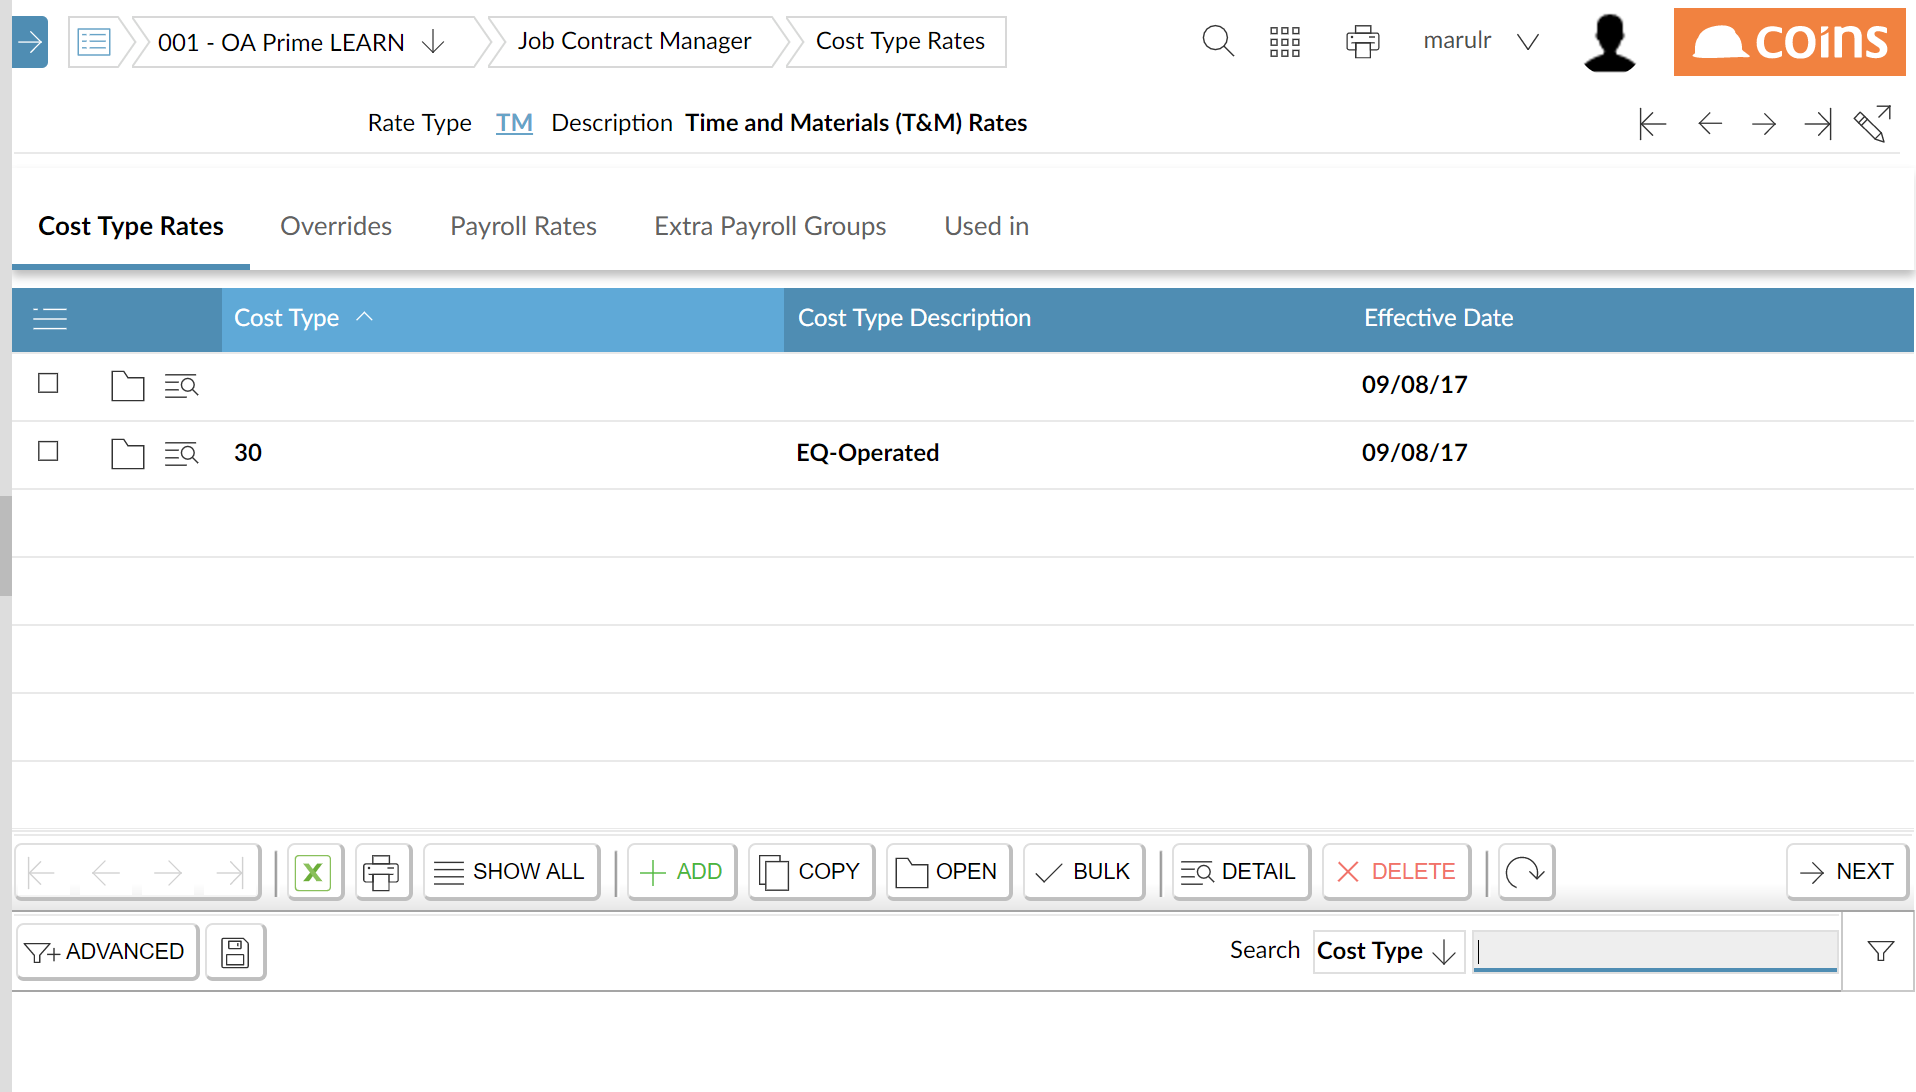 001 - OA Prime LEARN
Job Contract Manager
Cost Type Rates
marulr
coins
Rate Type TM Description Time and Materials (T&M) Rates
Cost Type Rates
Overrides
Payroll Rates
Extra Payroll Groups
Used in
Cost Type
Cost Type Description
Effective Date
09/08/17
30 EQ-Operated 09/08/17
X
SHOW ALL
ADD
COPY
OPEN
BULK
DETAIL
DELETE
NEXT
ADVANCED
Search Cost Type